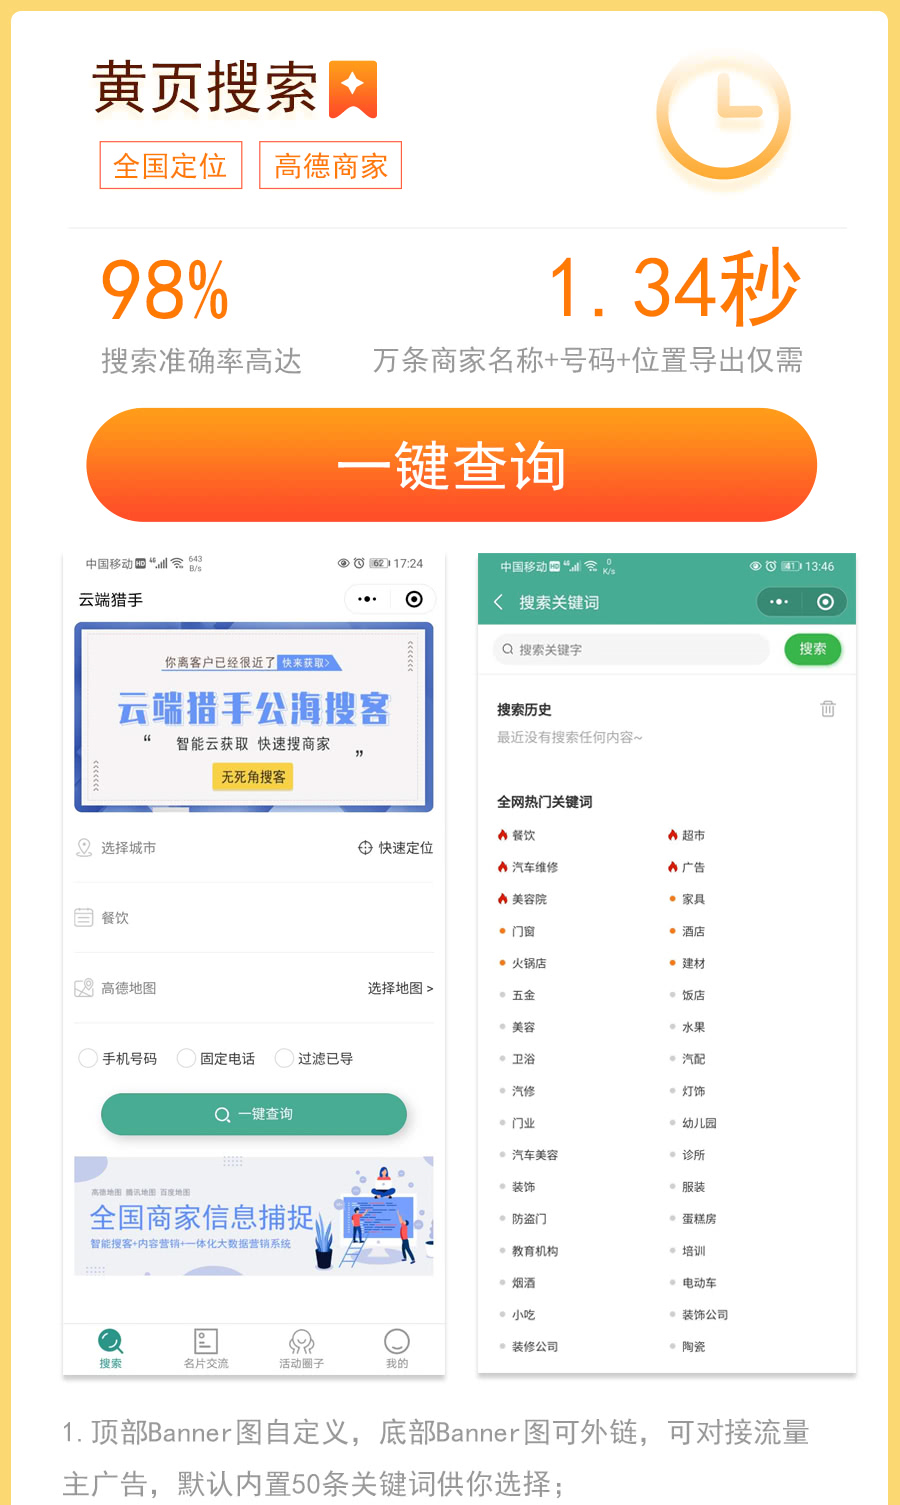 黄页搜索
全国定位 高德商家
98% 1.34秒
搜索准确率高达 万条商家名称+号码+位置导出仅需
一键查询
中国移动 HD 46 643 B/s 62 17:24
云端猎手
你离客户已经很近了 快来获取>
云端猎手公海搜客
“ 智能云获取 快速搜商家 ”
无死角搜客
选择城市 快速定位
餐饮
高德地图 选择地图 >
手机号码 固定电话 过滤已导
一键查询
高德地图 腾讯地图 百度地图
全国商家信息捕捉
智能搜客+内容营销+一体化大数据营销系统
搜索 名片交流 活动圈子 我的
中国移动 HD 46 0 K/s 41 13:46
搜索关键词
搜索关键字 搜索
搜索历史
最近没有搜索任何内容~
全网热门关键词
餐饮 超市
汽车维修 广告
美容院 家具
门窗 酒店
火锅店 建材
五金 饭店
美容 水果
卫浴 汽配
汽修 灯饰
门业 幼儿园
汽车美容 诊所
装饰 服装
防盗门 蛋糕房
教育机构 培训
烟酒 电动车
小吃 装饰公司
装修公司 陶瓷
1.顶部Banner图自定义，底部Banner图可外链，可对接流量
主广告，默认内置50条关键词供你选择；